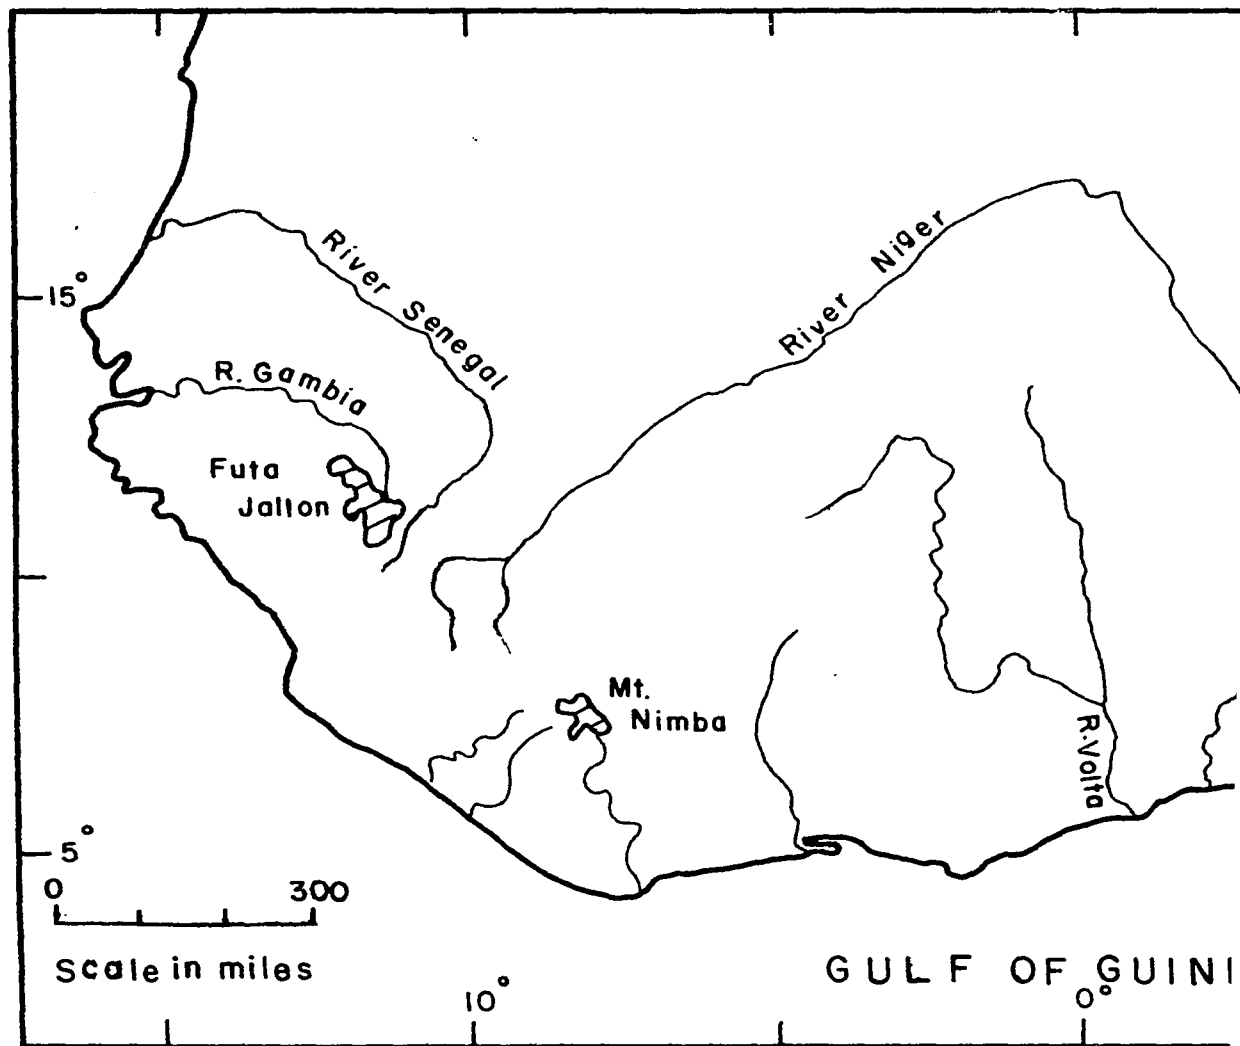 River Niger
River Senegal
15°
R. Gambia
Futa
Jallon
Mt.
Nimba
R.Volta
5°
0 300
Scale in miles
GULF OF GUINI
10° 0°